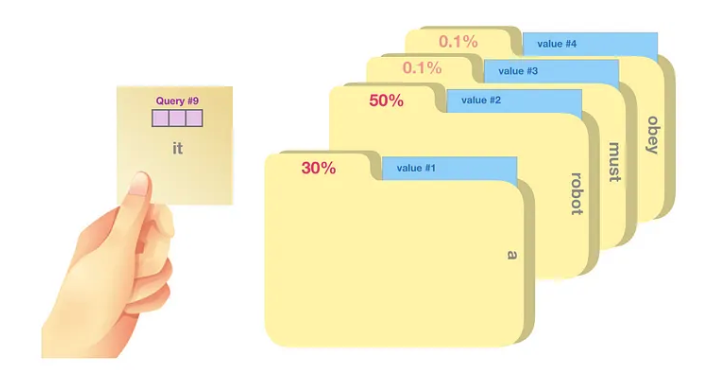 Query #9
it
30%
value #1
a
50%
value #2
robot
0.1%
value #3
must
0.1%
value #4
obey